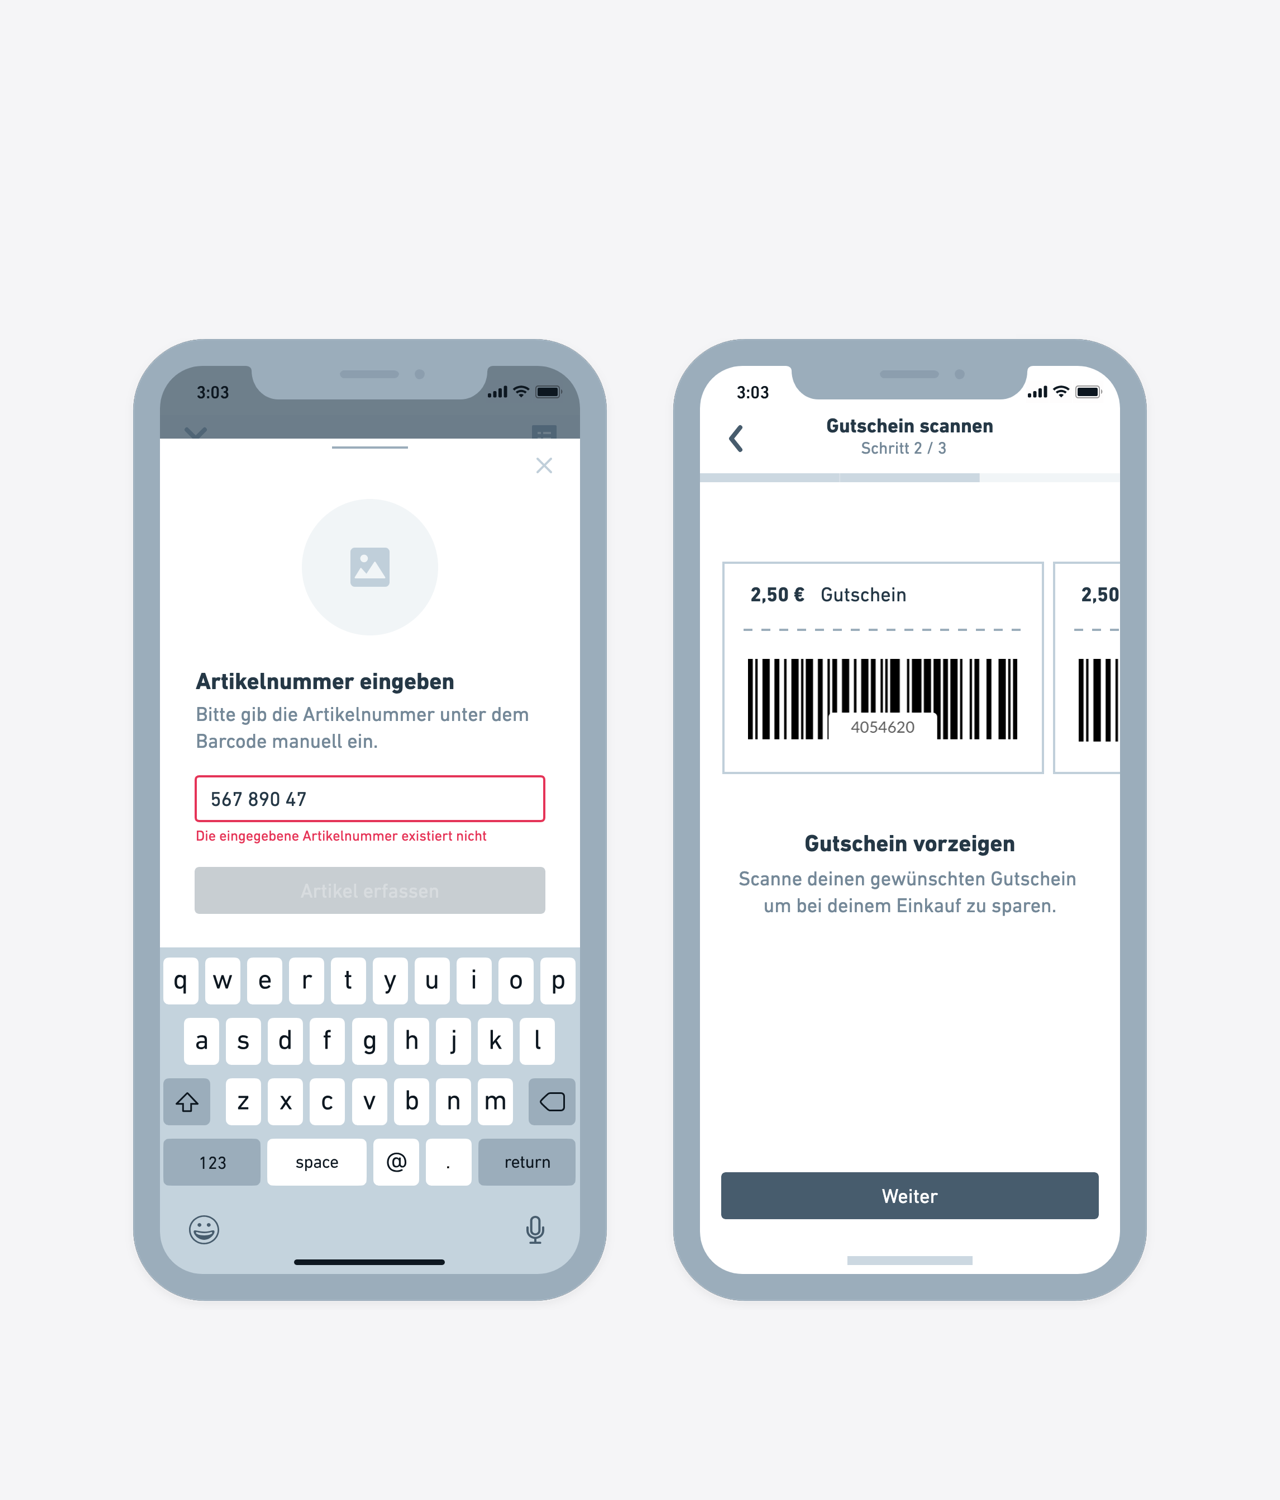 3:03
Artikelnummer eingeben
Bitte gib die Artikelnummer unter dem
Barcode manuell ein.
567 890 47
Die eingegebene Artikelnummer existiert nicht
Artikel erfassen
q w e r t y u i o p
a s d f g h j k l
z x c v b n m
123 space @ . return
3:03
Gutschein scannen
Schritt 2 / 3
2,50 € Gutschein
2,50
4054620
Gutschein vorzeigen
Scanne deinen gewünschten Gutschein
um bei deinem Einkauf zu sparen.
Weiter